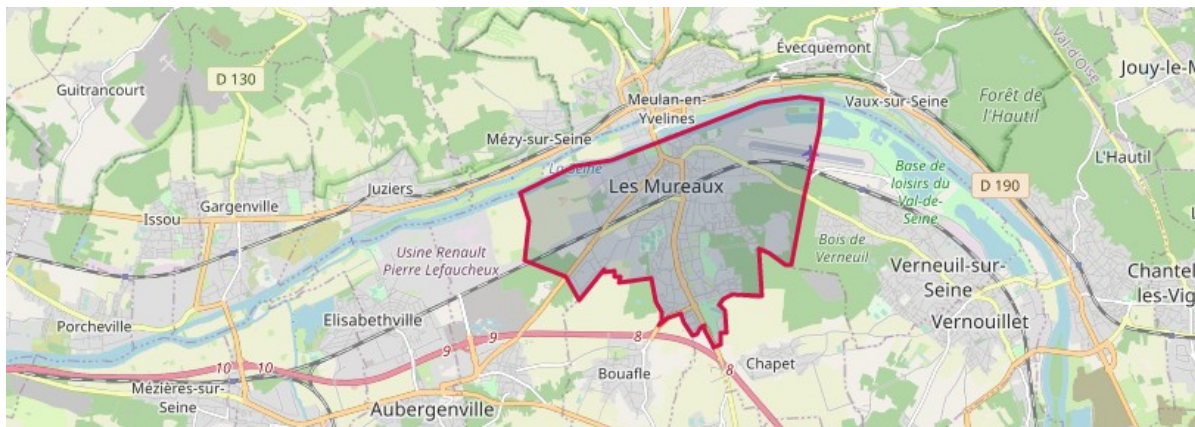 Évecquemont
Val-d'Oise
Jouy-le-M
D 130
Guitrancourt
Meulan-en-
Yvelines
Vaux-sur-Seine
Forêt de
l'Hautil
Mézy-sur-Seine
L'Hautil
La Seine
Base de
loisirs du
Val-de-
Seine
D 190
Juziers
Les Mureaux
Gargenville
Issou
Usine Renault
Pierre Lefaucheux
Bois de
Verneuil
Verneuil-sur-
Seine
Chantel
les-Vig
Porcheville
Elisabethville
Vernouillet
9
9
8
8
10
10
Chapet
Bouafle
Mézières-sur-
Seine
Aubergenville